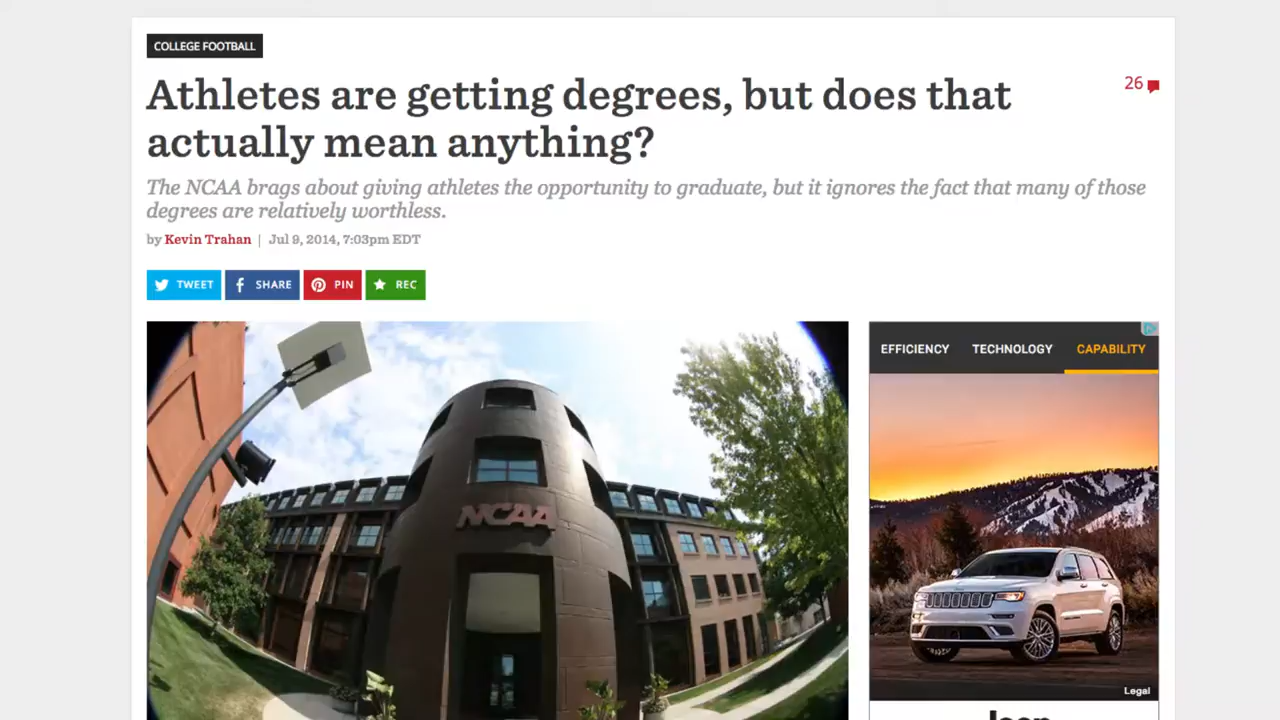 COLLEGE FOOTBALL
Athletes are getting degrees, but does that
actually mean anything?
26
The NCAA brags about giving athletes the opportunity to graduate, but it ignores the fact that many of those
degrees are relatively worthless.
by Kevin Trahan | Jul 9, 2014, 7:03pm EDT
TWEET SHARE PIN REC
EFFICIENCY TECHNOLOGY CAPABILITY
NCAA
Legal
Jeep